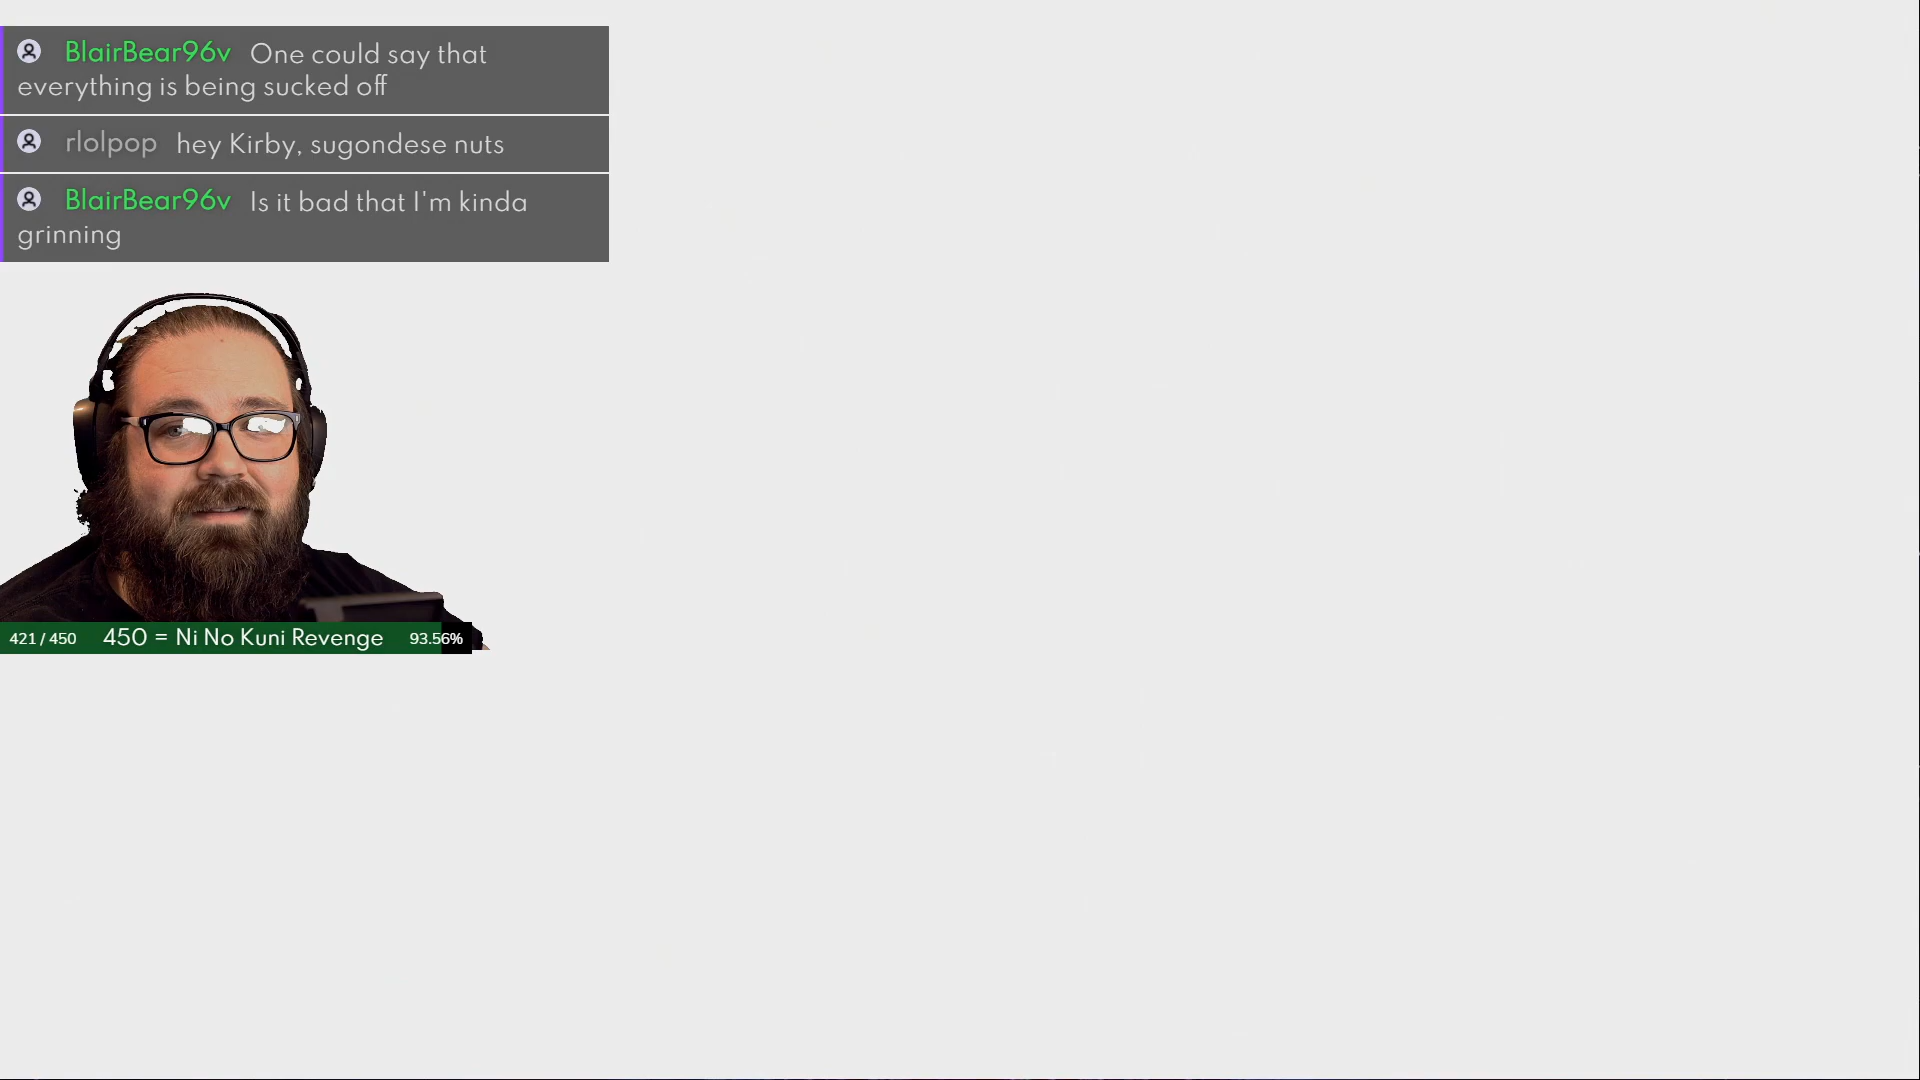 BlairBear96v One could say that
everything is being sucked off
rlolpop hey Kirby, sugondese nuts
BlairBear96v Is it bad that I'm kinda
grinning
421 / 450 450 = Ni No Kuni Revenge 93.56%